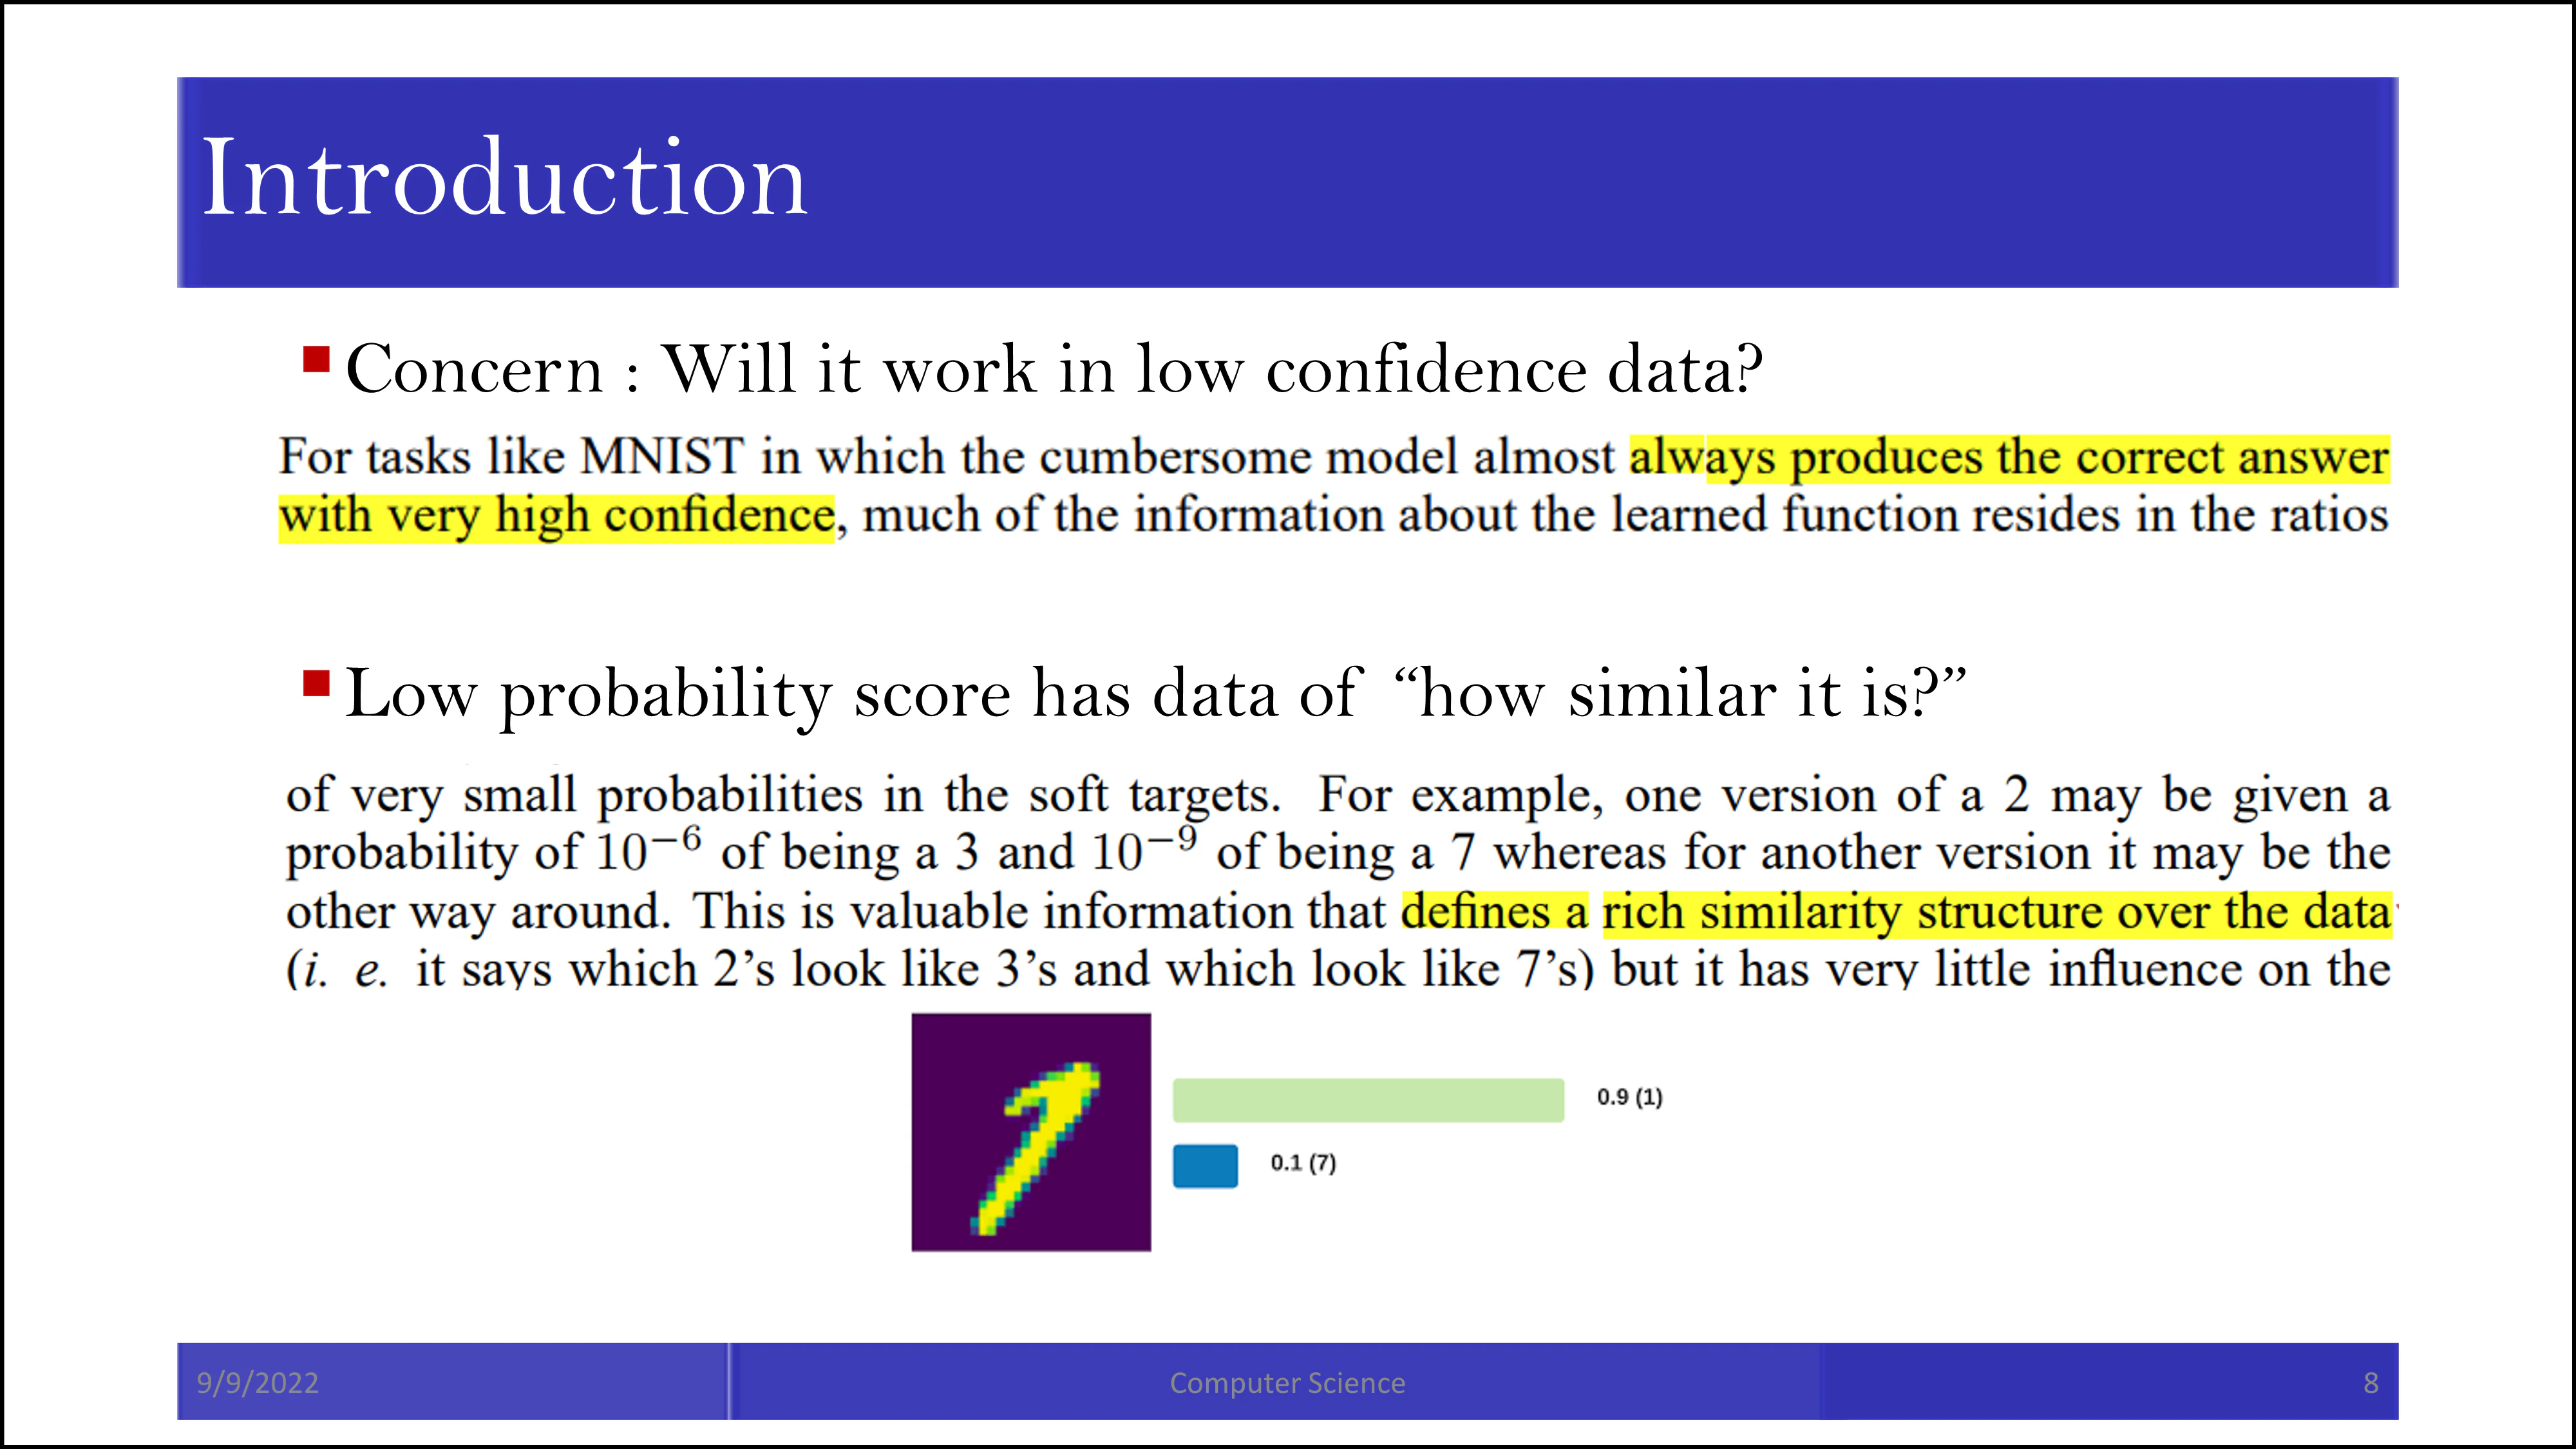 Introduction
Concern : Will it work in low confidence data?
For tasks like MNIST in which the cumbersome model almost always produces the correct answer
with very high confidence, much of the information about the learned function resides in the ratios
Low probability score has data of “how similar it is?”
of very small probabilities in the soft targets. For example, one version of a 2 may be given a
probability of 10⁻⁶ of being a 3 and 10⁻⁹ of being a 7 whereas for another version it may be the
other way around. This is valuable information that defines a rich similarity structure over the data
(i. e. it says which 2’s look like 3’s and which look like 7’s) but it has very little influence on the
0.9 (1)
0.1 (7)
9/9/2022
Computer Science
8